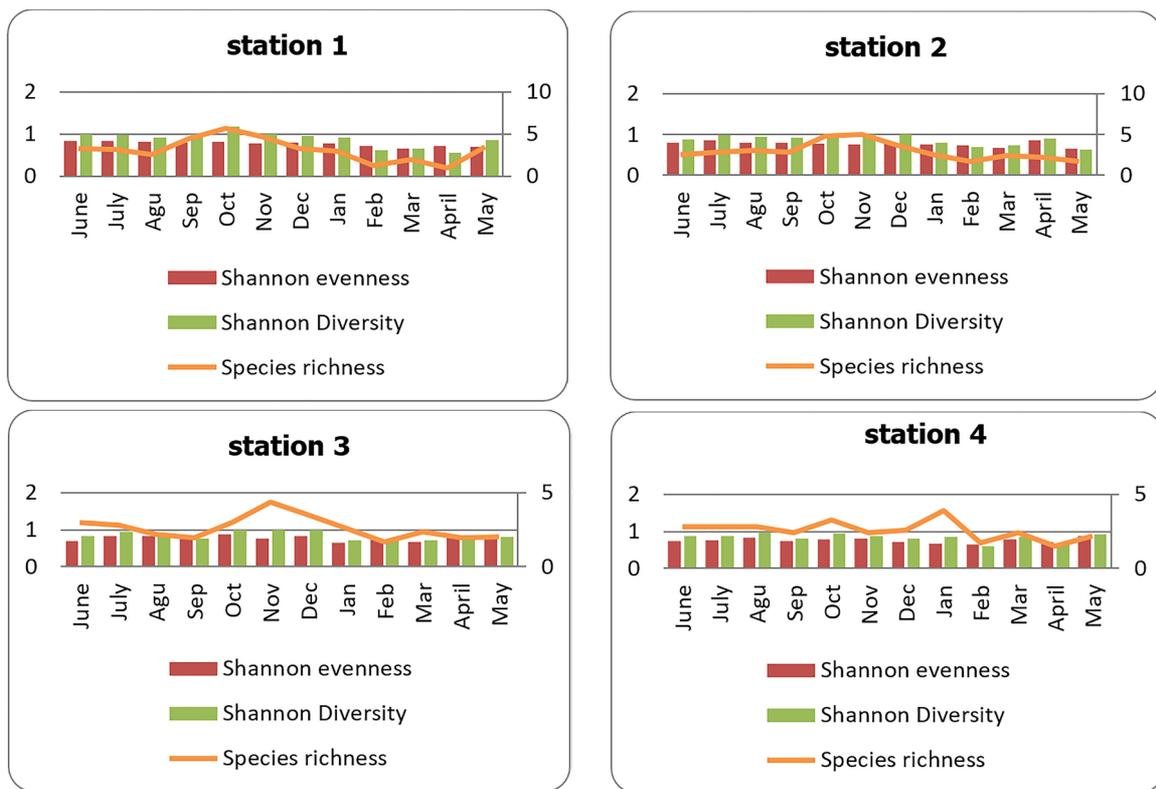 station 1
2 10
1 5
0 0
June July Agu Sep Oct Nov Dec Jan Feb Mar April May
Shannon evenness
Shannon Diversity
Species richness
station 2
2 10
1 5
0 0
June July Agu Sep Oct Nov Dec Jan Feb Mar April May
Shannon evenness
Shannon Diversity
Species richness
station 3
2 5
1
0 0
June July Agu Sep Oct Nov Dec Jan Feb Mar April May
Shannon evenness
Shannon Diversity
Species richness
station 4
2 5
1
0 0
June July Agu Sep Oct Nov Dec Jan Feb Mar April May
Shannon evenness
Shannon Diversity
Species richness